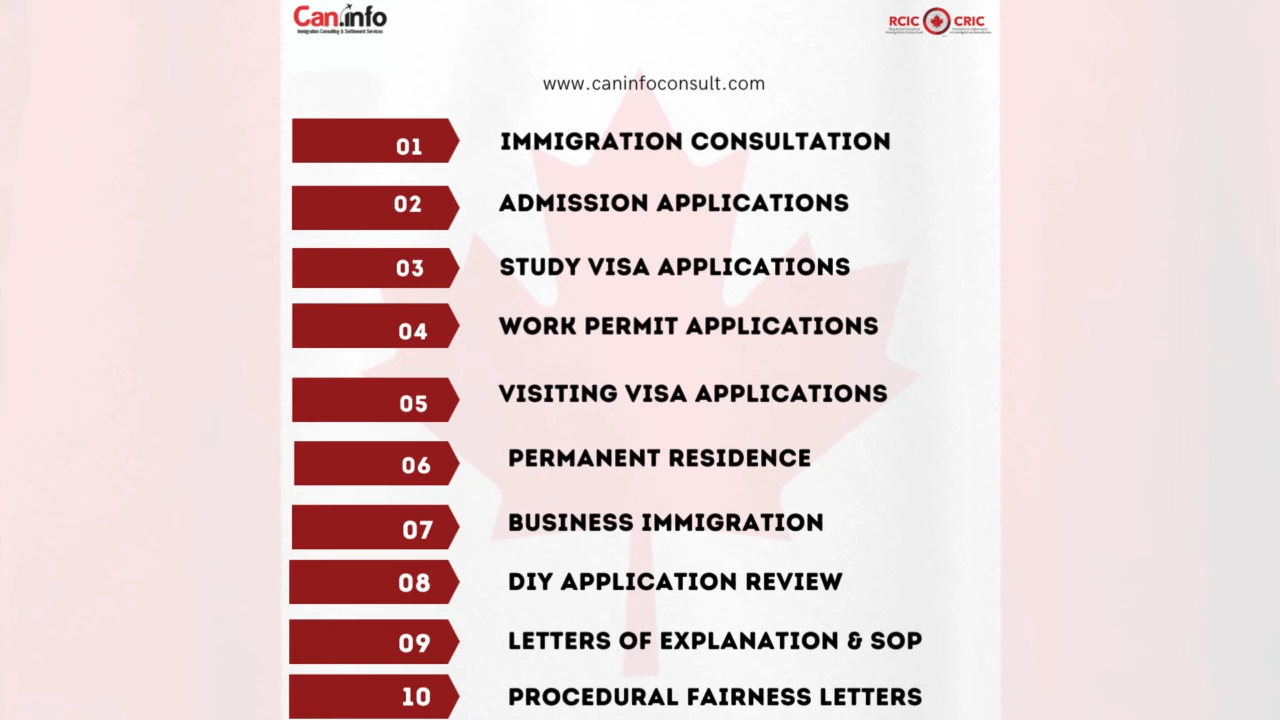 Can.info
Immigration Consulting & Settlement Services
RCIC CRIC
www.caninfoconsult.com
01 IMMIGRATION CONSULTATION
02 ADMISSION APPLICATIONS
03 STUDY VISA APPLICATIONS
04 WORK PERMIT APPLICATIONS
05 VISITING VISA APPLICATIONS
06 PERMANENT RESIDENCE
07 BUSINESS IMMIGRATION
08 DIY APPLICATION REVIEW
09 LETTERS OF EXPLANATION & SOP
10 PROCEDURAL FAIRNESS LETTERS